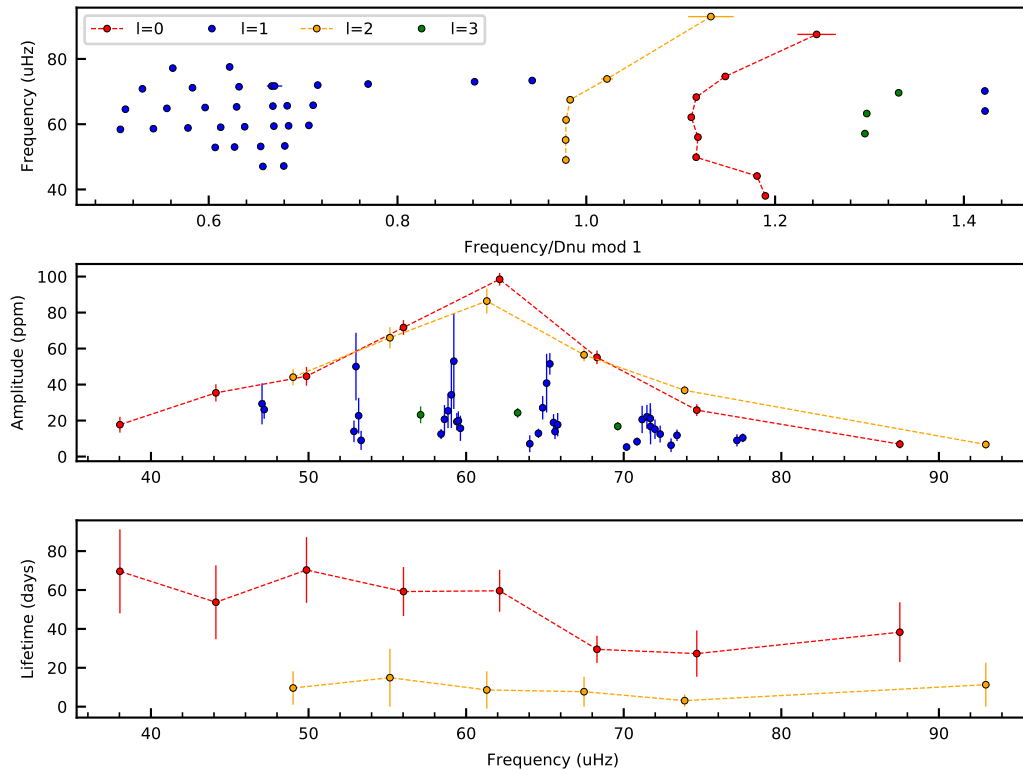 l=0 l=1 l=2 l=3
Frequency (uHz)
80
60
40
0.6 0.8 1.0 1.2 1.4
Frequency/Dnu mod 1
Amplitude (ppm)
100
80
60
40
20
0
40 50 60 70 80 90
Lifetime (days)
80
60
40
20
0
40 50 60 70 80 90
Frequency (uHz)